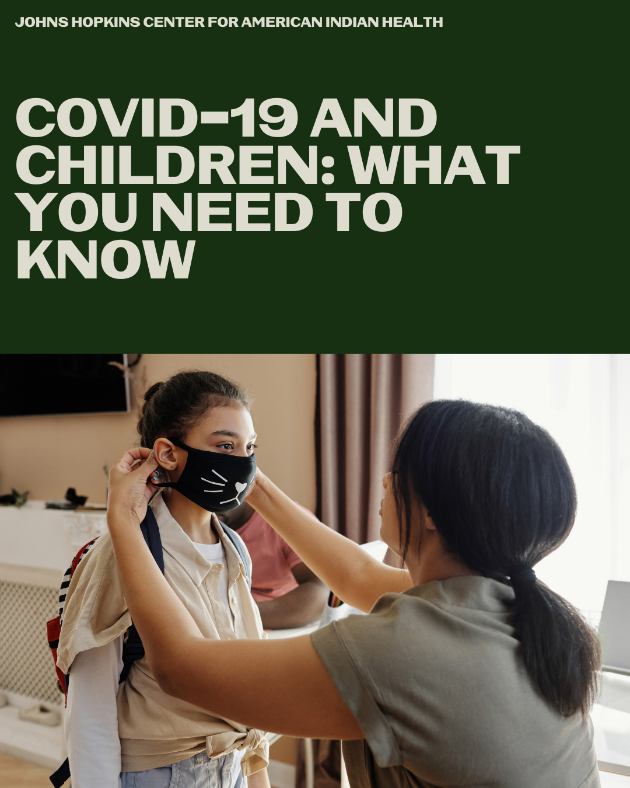 JOHNS HOPKINS CENTER FOR AMERICAN INDIAN HEALTH
COVID-19 AND
CHILDREN: WHAT
YOU NEED TO
KNOW